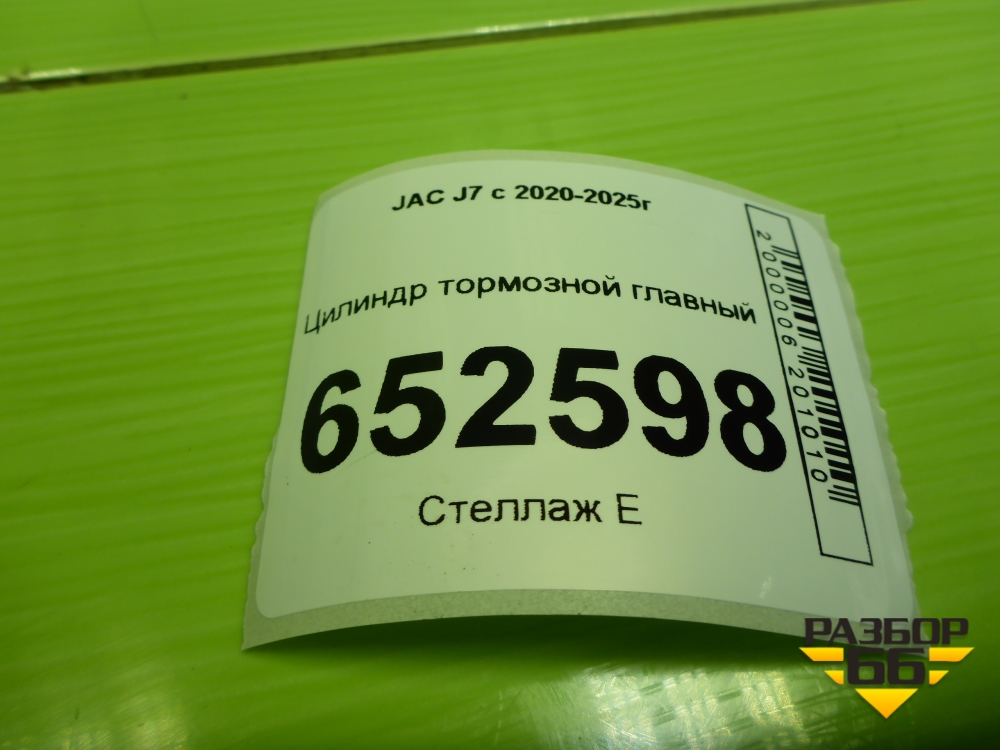 JAC J7 с 2020-2025г
Цилиндр тормозной главный
652598
Стеллаж Е
2000006201010
РАЗБОР
66